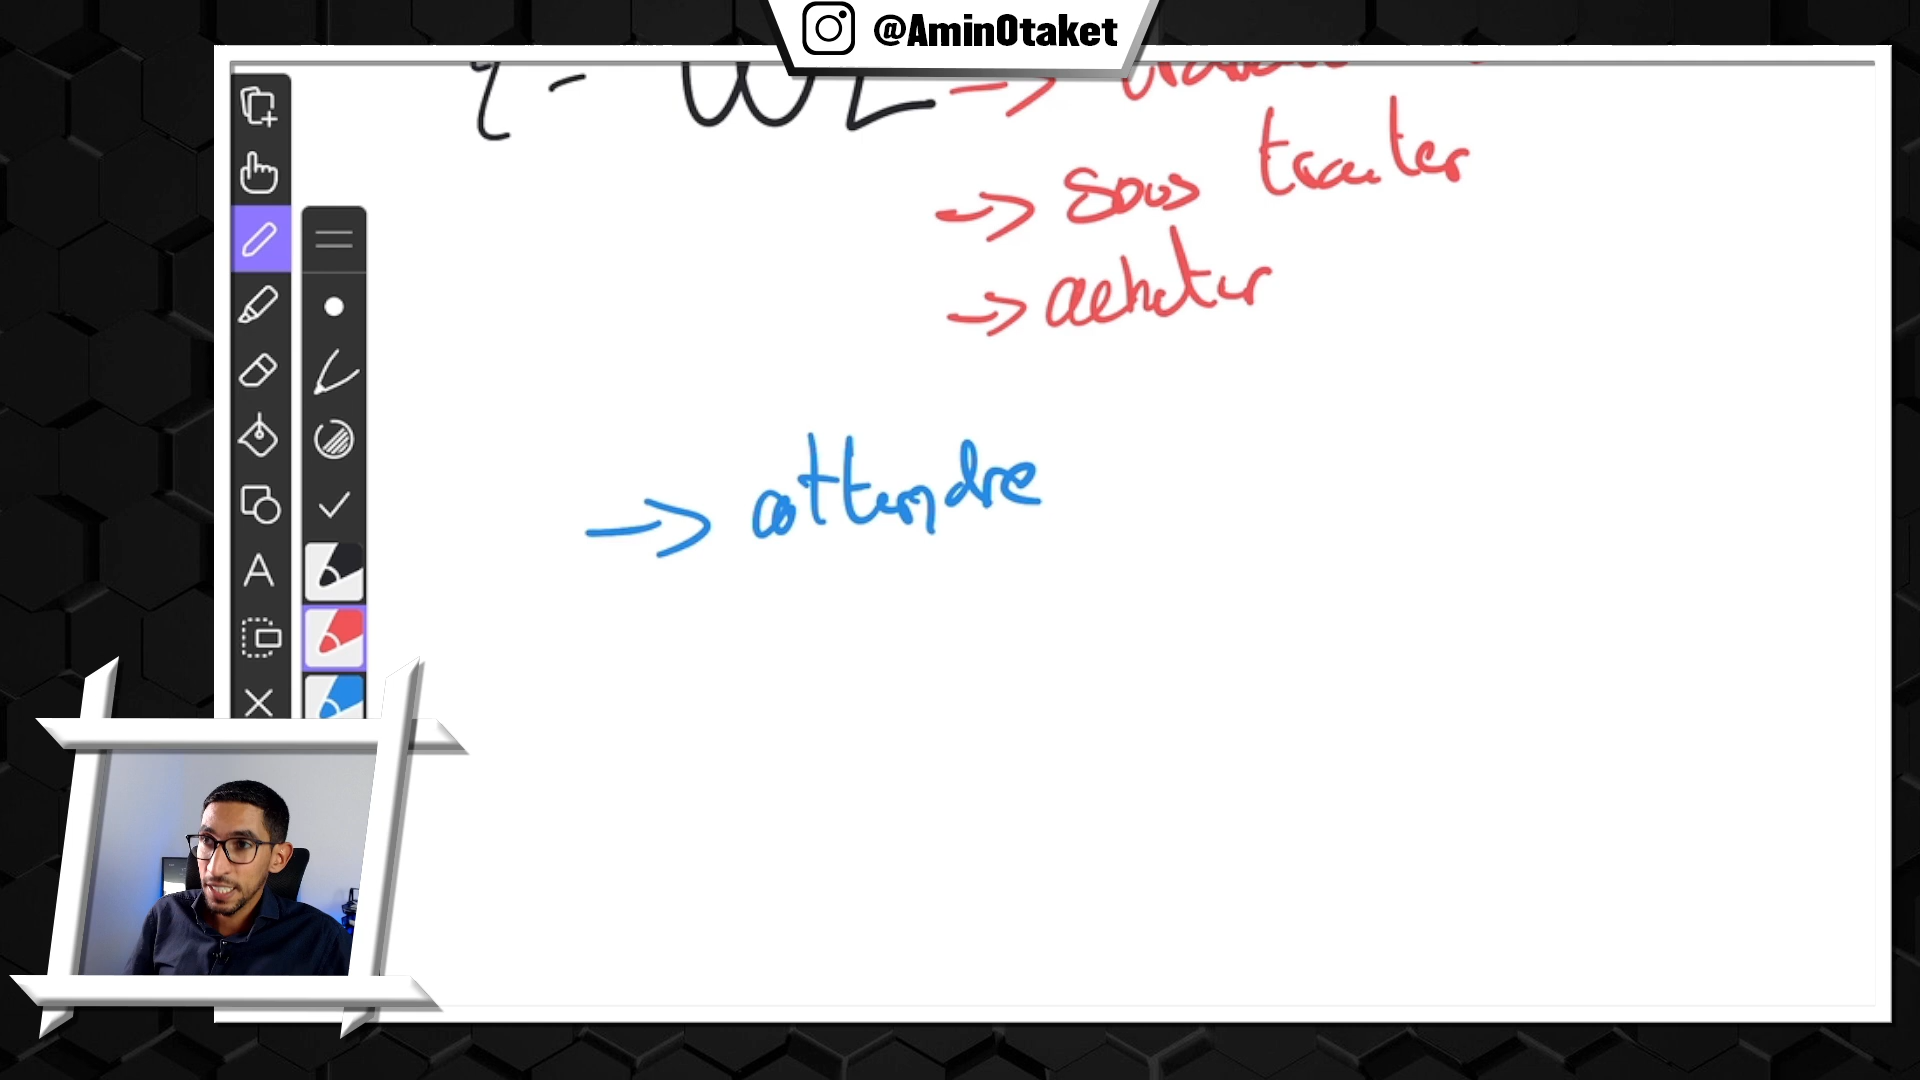 @AminOtaket
→ sous traiter
→ acheter
→ attendre
A